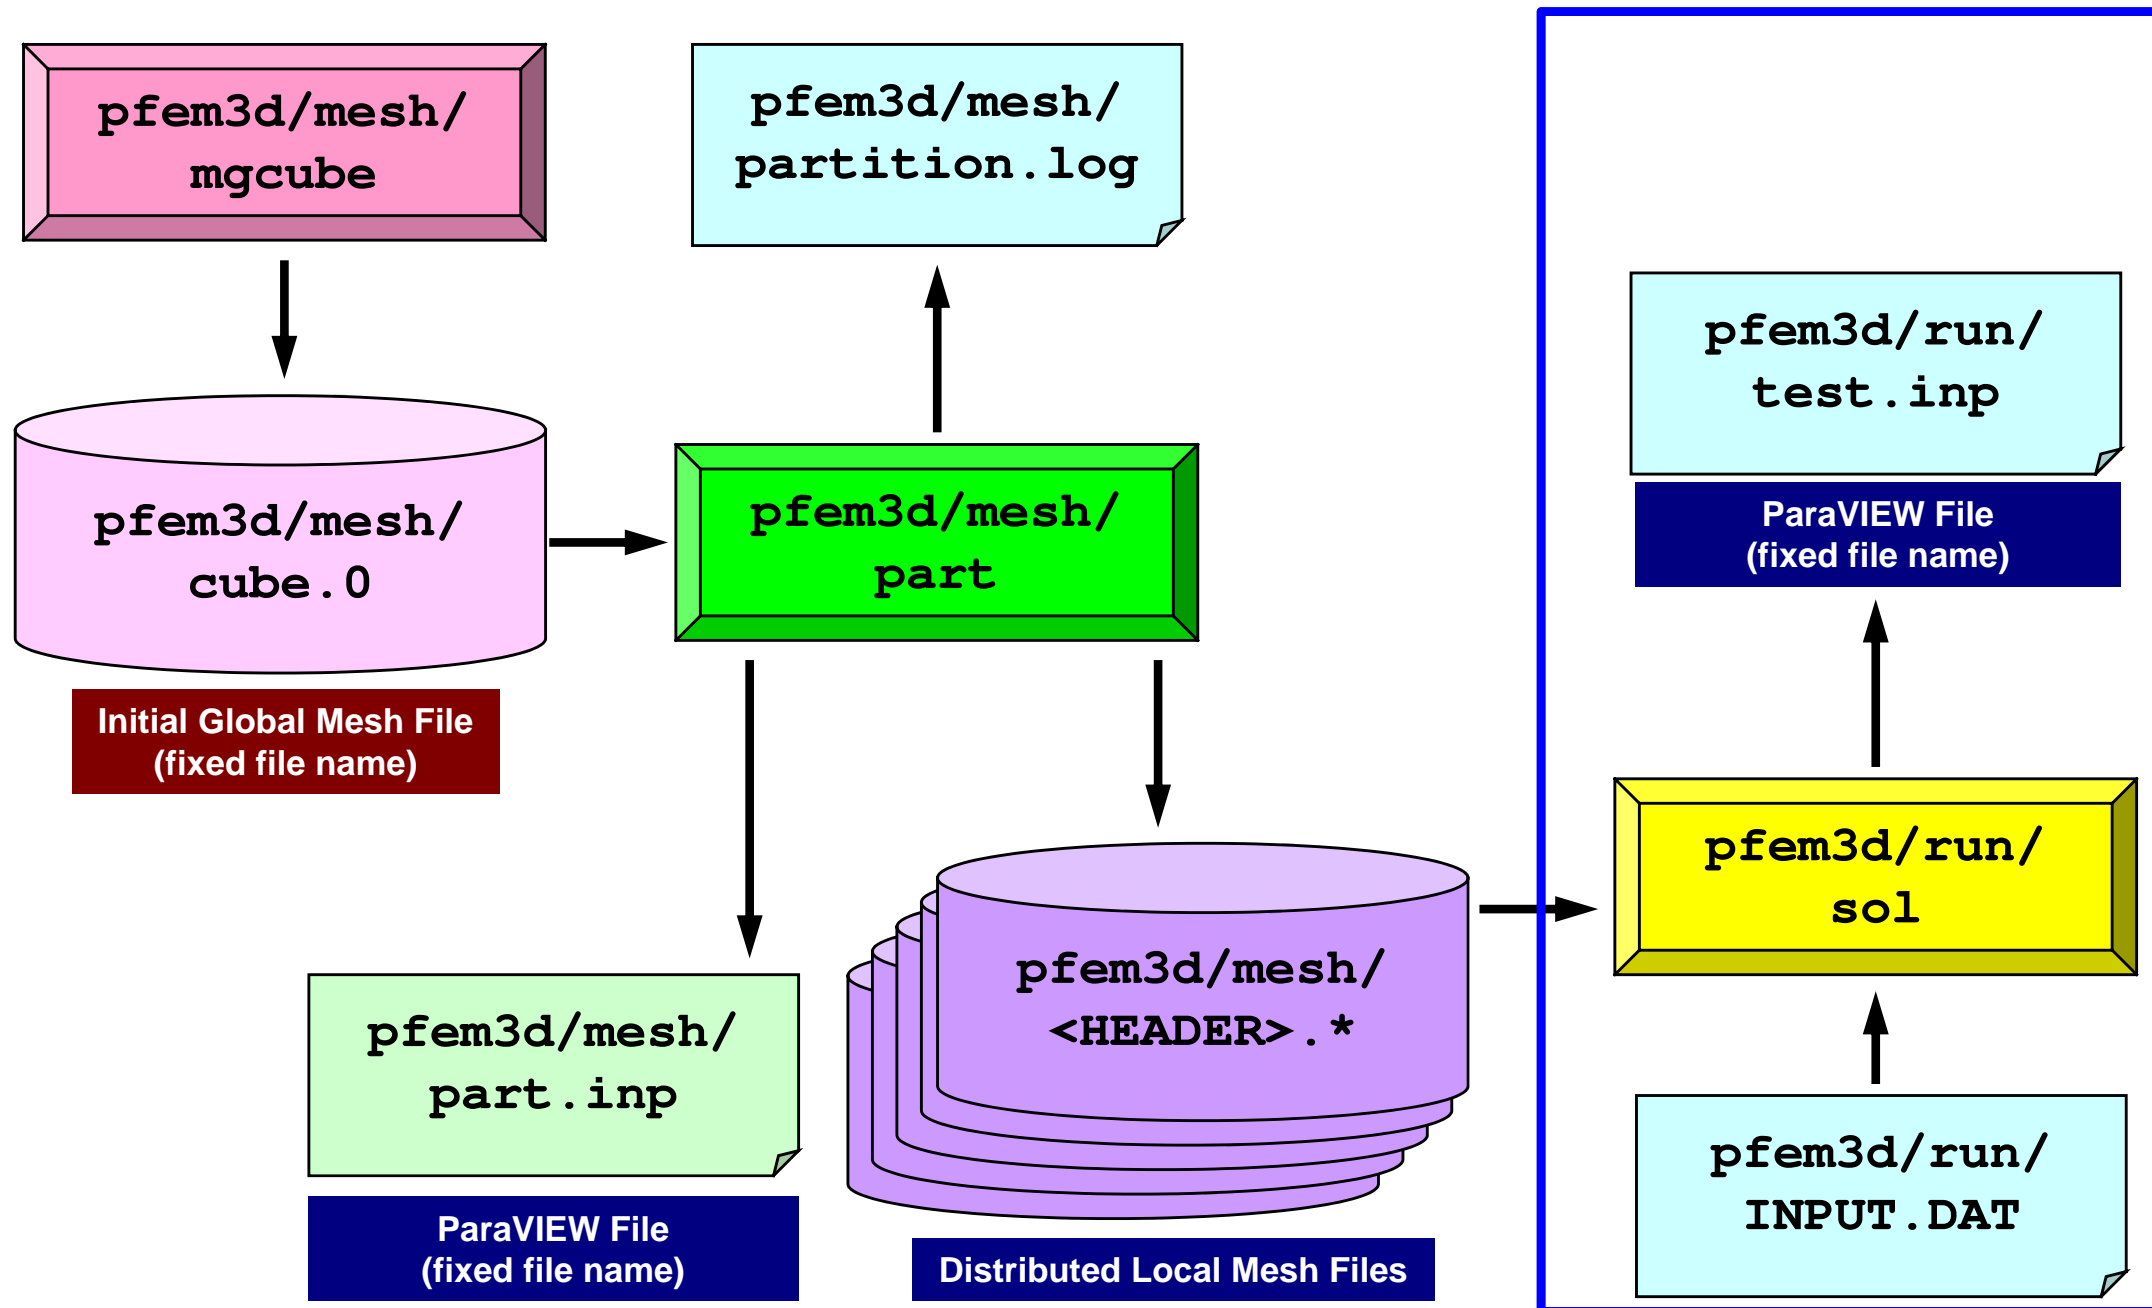 pfem3d/mesh/
mgcube
pfem3d/mesh/
partition.log
pfem3d/run/
test.inp
ParaVIEW File
(fixed file name)
pfem3d/mesh/
cube.0
Initial Global Mesh File
(fixed file name)
pfem3d/mesh/
part
pfem3d/run/
sol
pfem3d/mesh/
<HEADER>.*
Distributed Local Mesh Files
pfem3d/mesh/
part.inp
ParaVIEW File
(fixed file name)
pfem3d/run/
INPUT.DAT